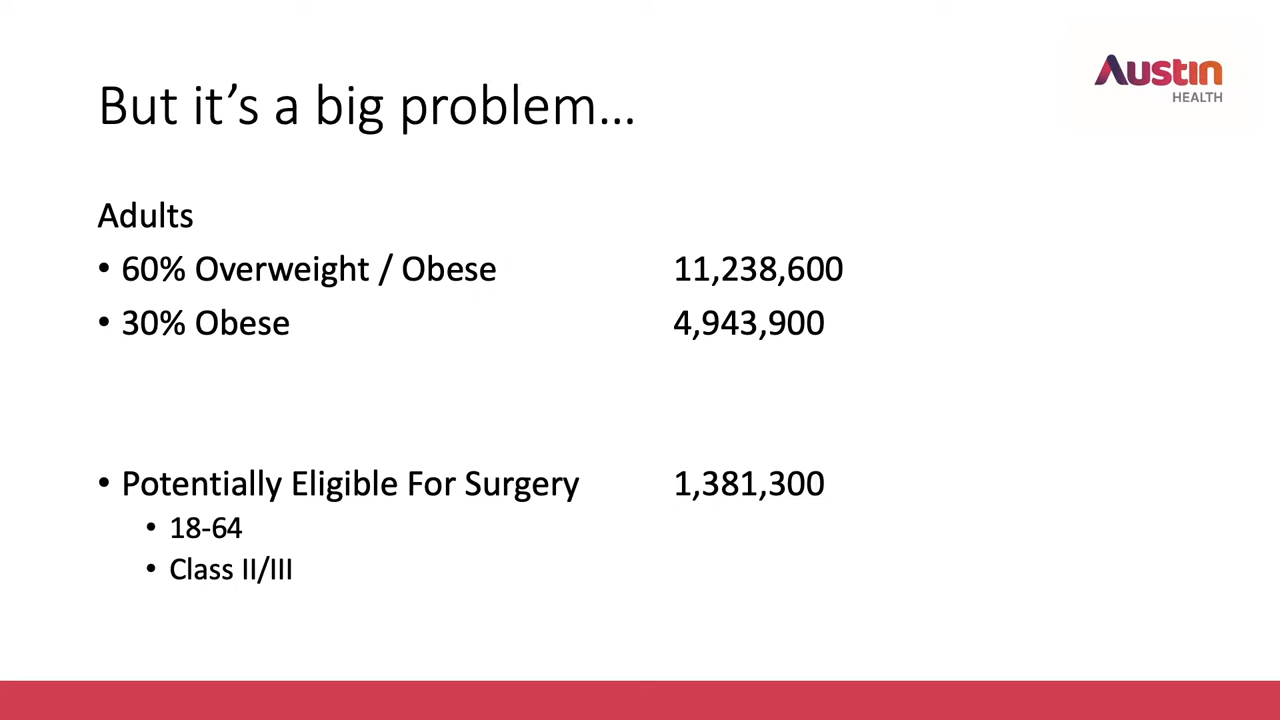 Austin
HEALTH
But it's a big problem...
Adults
• 60% Overweight / Obese 11,238,600
• 30% Obese 4,943,900
• Potentially Eligible For Surgery 1,381,300
• 18-64
• Class II/III